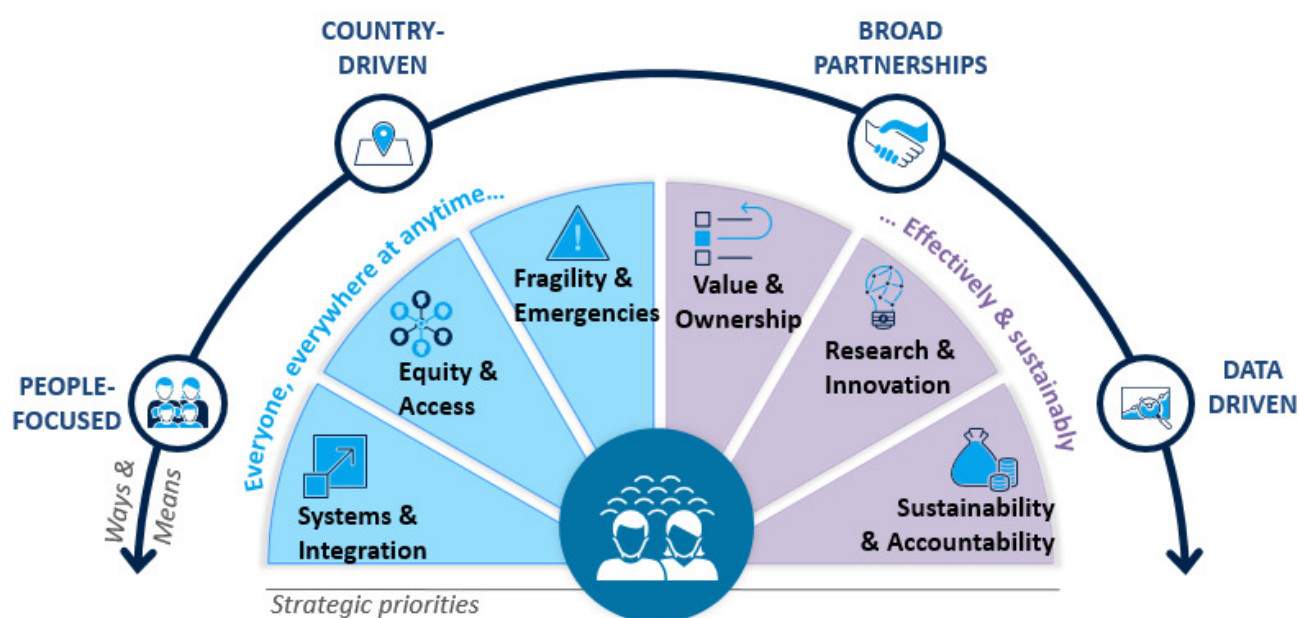 COUNTRY-
DRIVEN
BROAD
PARTNERSHIPS
PEOPLE-
FOCUSED
DATA
DRIVEN
Ways &
Means
Everyone, everywhere at anytime...
... Effectively & sustainably
Systems &
Integration
Equity &
Access
Fragility &
Emergencies
Value &
Ownership
Research &
Innovation
Sustainability
& Accountability
Strategic priorities